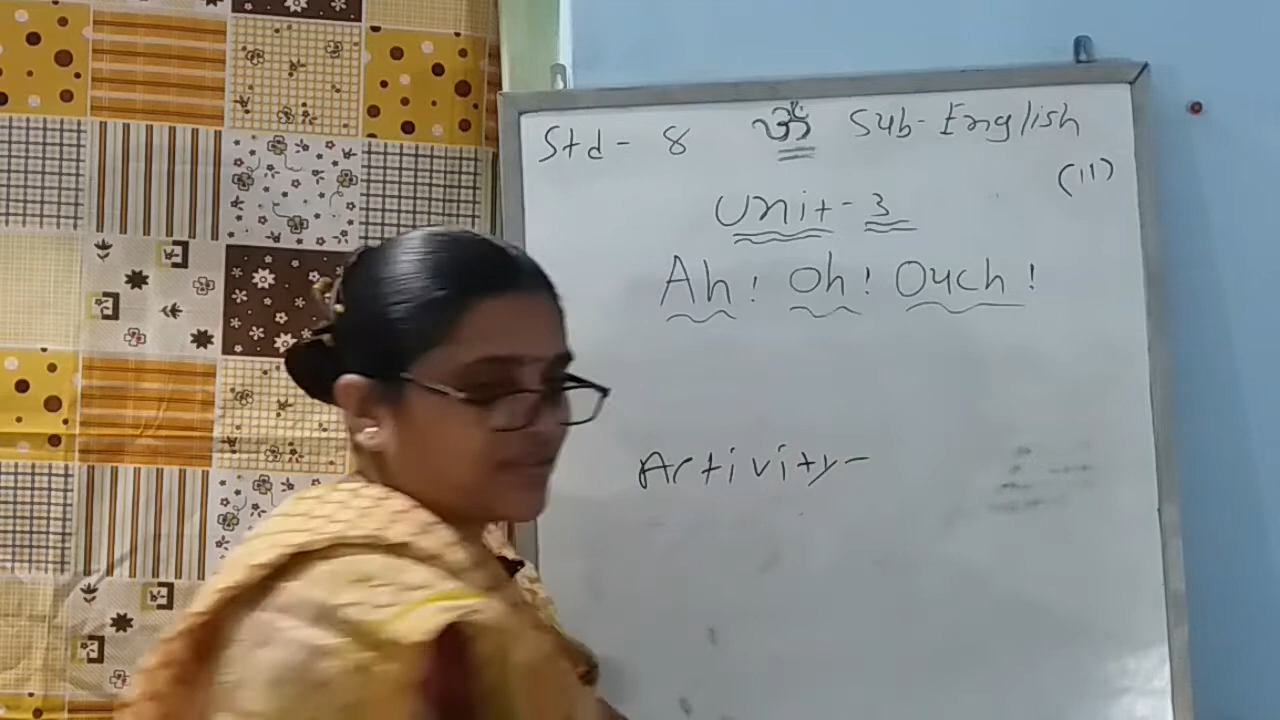 Std - 8 ૐ Sub - English
(11)
Unit - 3
Ah! Oh! Ouch!
Activity -